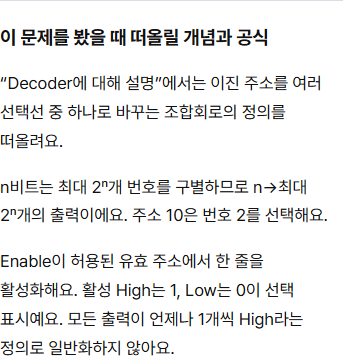 이 문제를 봤을 때 떠올릴 개념과 공식
“Decoder에 대해 설명”에서는 이진 주소를 여러
선택선 중 하나로 바꾸는 조합회로의 정의를
떠올려요.
n비트는 최대 2ⁿ개 번호를 구별하므로 n→최대
2ⁿ개의 출력이에요. 주소 10은 번호 2를 선택해요.
Enable이 허용된 유효 주소에서 한 줄을
활성화해요. 활성 High는 1, Low는 0이 선택
표시예요. 모든 출력이 언제나 1개씩 High라는
정의로 일반화하지 않아요.